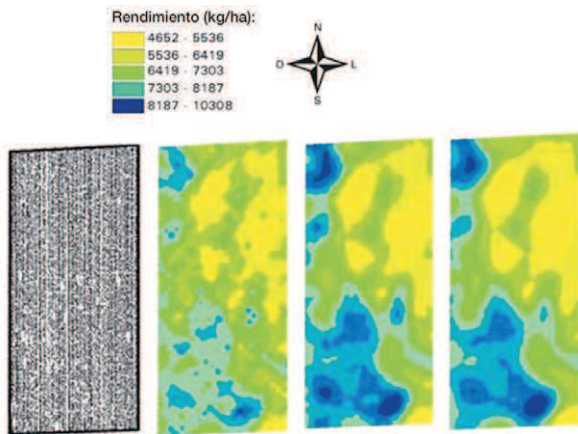 Rendimiento (kg/ha):
4652 - 5536
5536 - 6419
6419 - 7303
7303 - 8187
8187 - 10308
N
O L
S